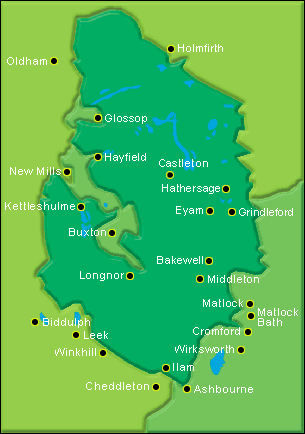 Holmfirth
Oldham
Glossop
Hayfield
New Mills
Castleton
Hathersage
Kettleshulme
Eyam
Grindleford
Buxton
Bakewell
Longnor
Middleton
Matlock
Matlock
Bath
Biddulph
Leek
Cromford
Winkhill
Wirksworth
Ilam
Cheddleton
Ashbourne